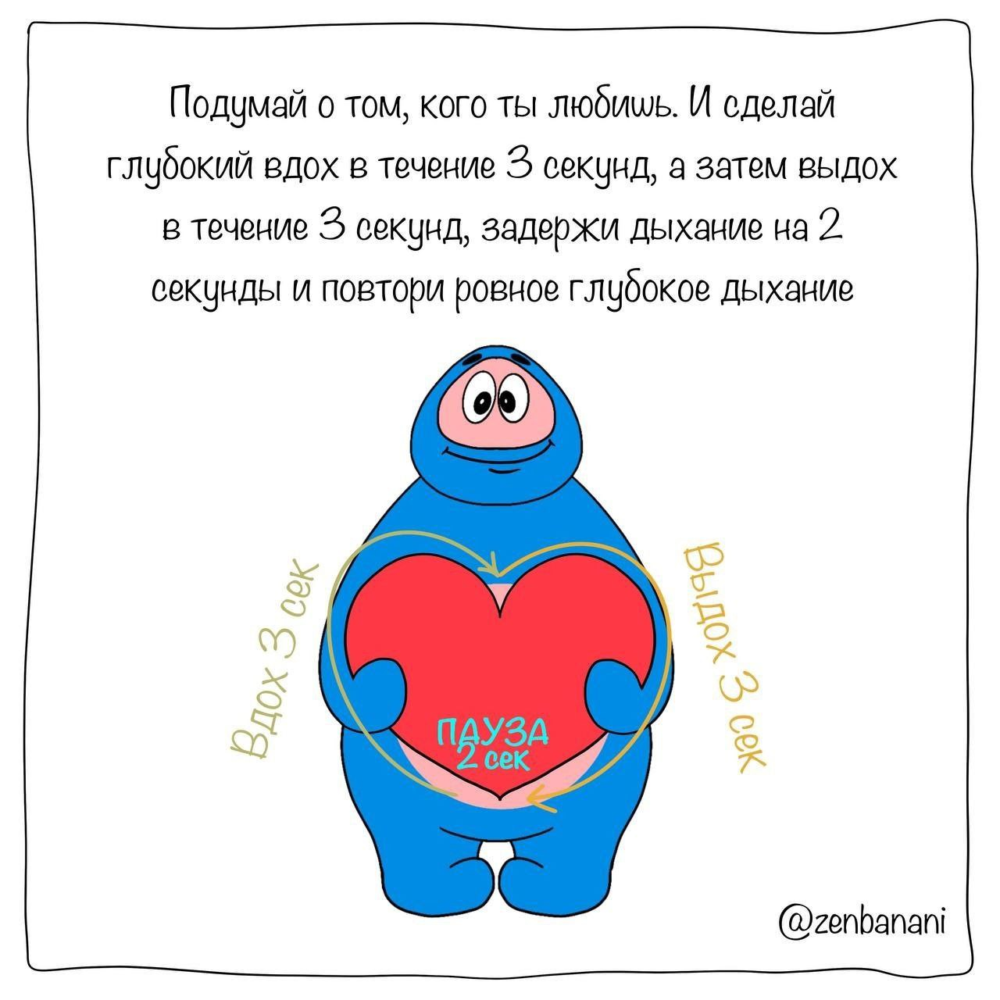 Подумай о том, кого ты любишь. И сделай
глубокий вдох в течение 3 секунд, а затем выдох
в течение 3 секунд, задержи дыхание на 2
секунды и повтори ровное глубокое дыхание
Вдох 3 сек
Выдох 3 сек
ПАУЗА
2 сек
@zenbanani